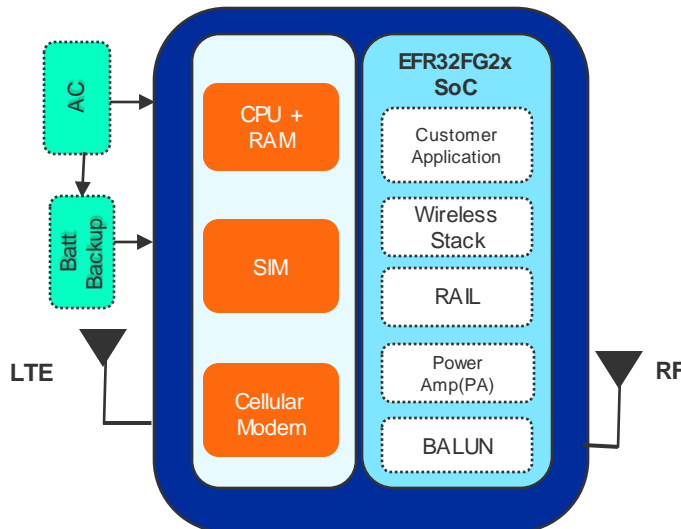 AC
Batt
Backup
LTE
CPU +
RAM
SIM
Cellular
Modem
EFR32FG2x
SoC
Customer
Application
Wireless
Stack
RAIL
Power
Amp(PA)
BALUN
RF